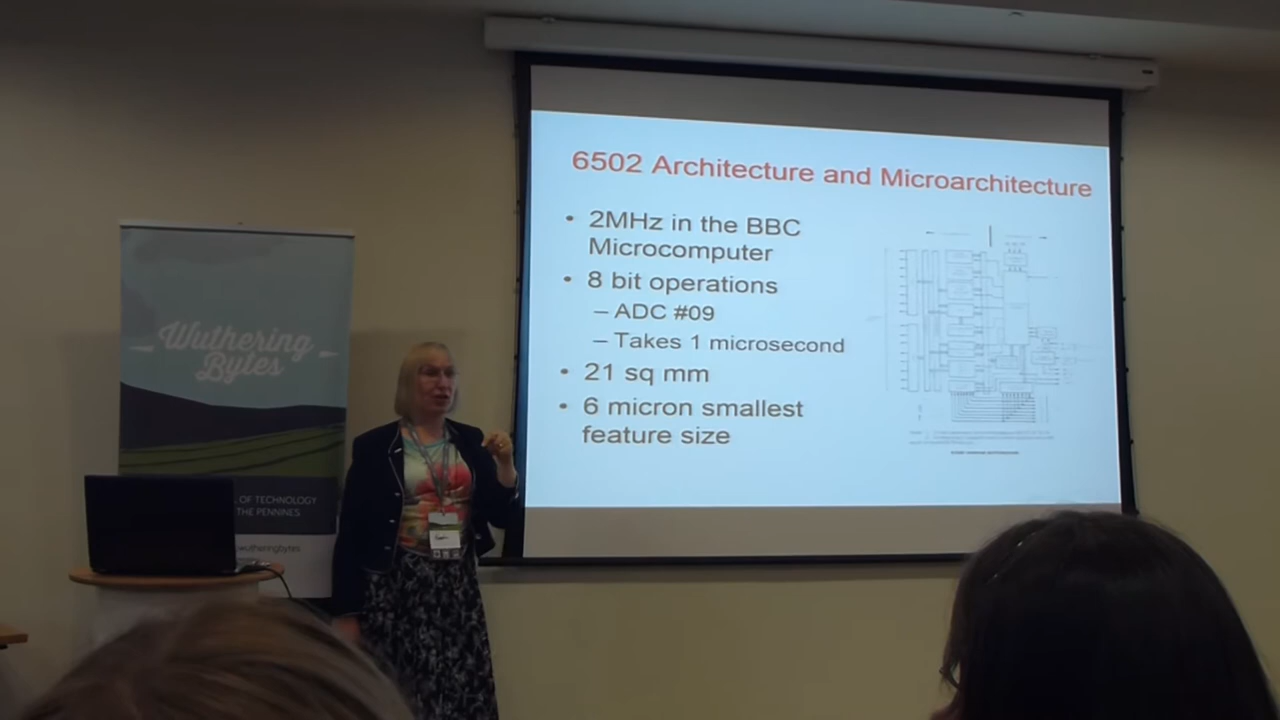 6502 Architecture and Microarchitecture
• 2MHz in the BBC
Microcomputer
• 8 bit operations
– ADC #09
– Takes 1 microsecond
• 21 sq mm
• 6 micron smallest
feature size
Wuthering
Bytes
OF TECHNOLOGY
THE PENNINES
wutheringbytes